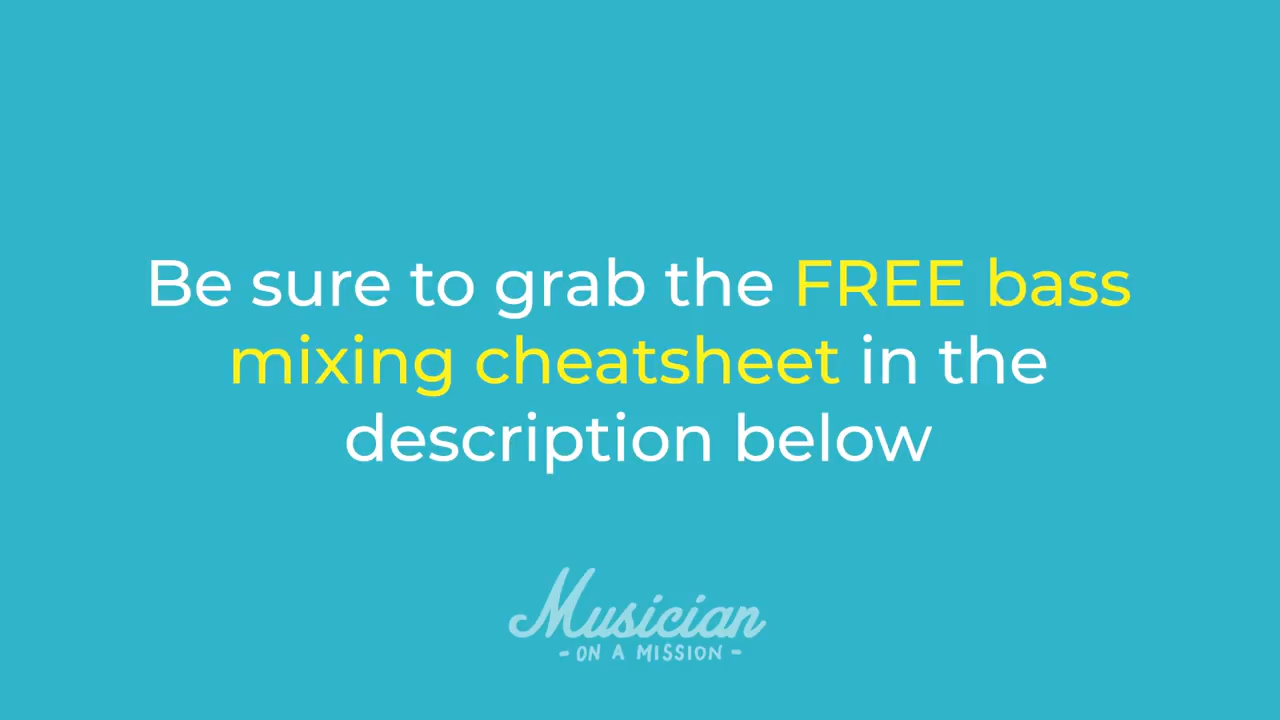 Be sure to grab the FREE bass
mixing cheatsheet in the
description below
Musician
- ON A MISSION -